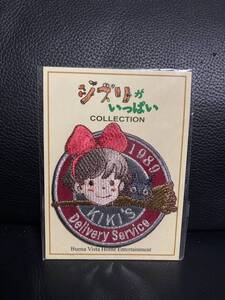 ジブリが
いっぱい
COLLECTION
1989
KIKI'S
Delivery Service
Buena Vista Home Entertainment